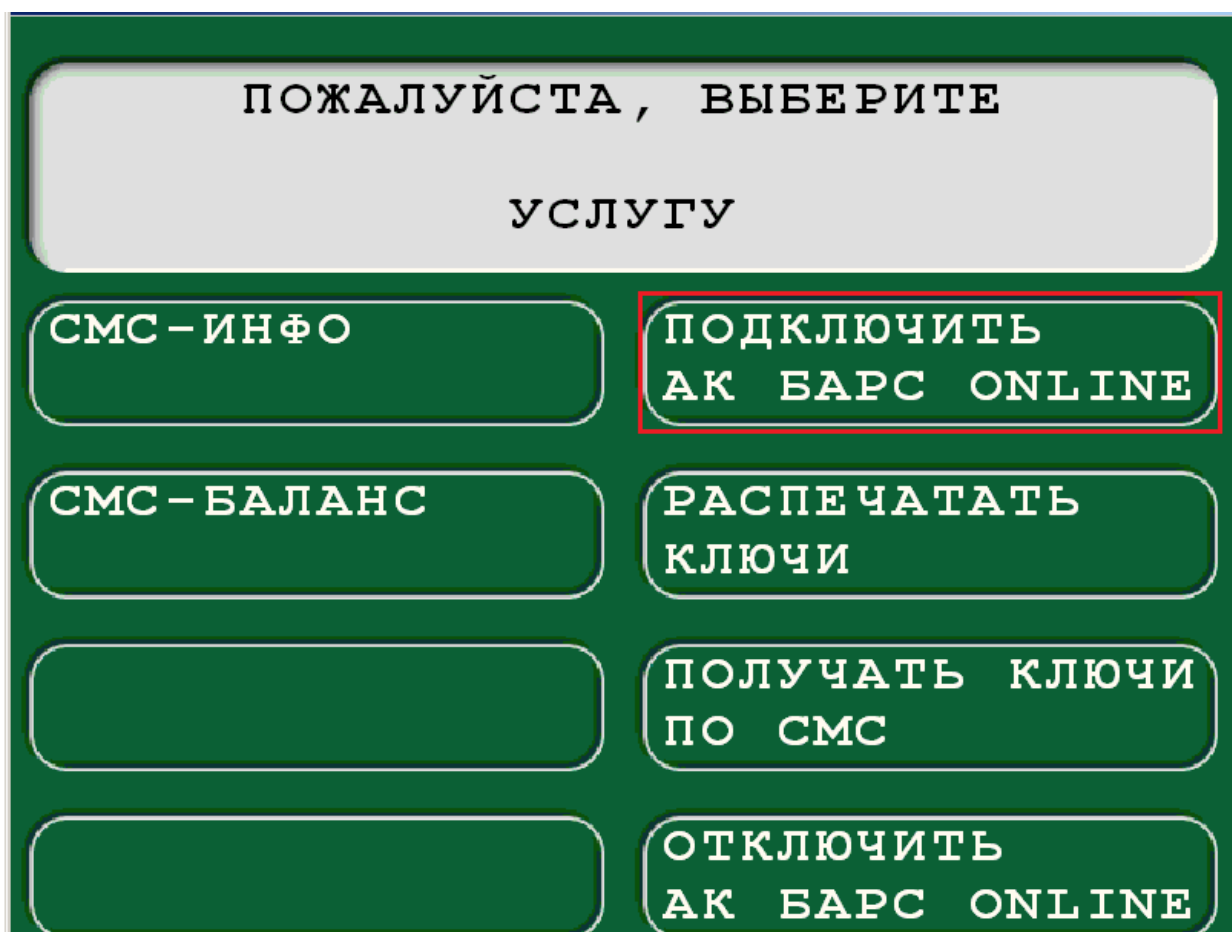 ПОЖАЛУЙСТА, ВЫБЕРИТЕ
УСЛУГУ
СМС-ИНФО
ПОДКЛЮЧИТЬ
АК БАРС ONLINE
СМС-БАЛАНС
РАСПЕЧАТАТЬ
КЛЮЧИ
ПОЛУЧАТЬ КЛЮЧИ
ПО СМС
ОТКЛЮЧИТЬ
АК БАРС ONLINE